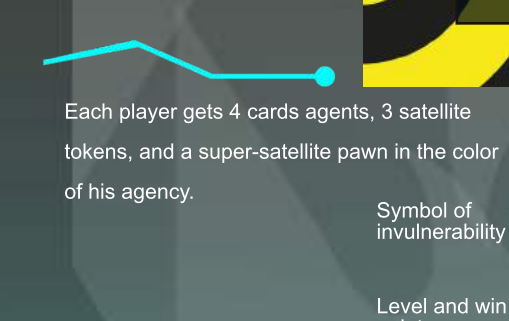 Each player gets 4 cards agents, 3 satellite
tokens, and a super-satellite pawn in the color
of his agency.
Symbol of
invulnerability
Level and win